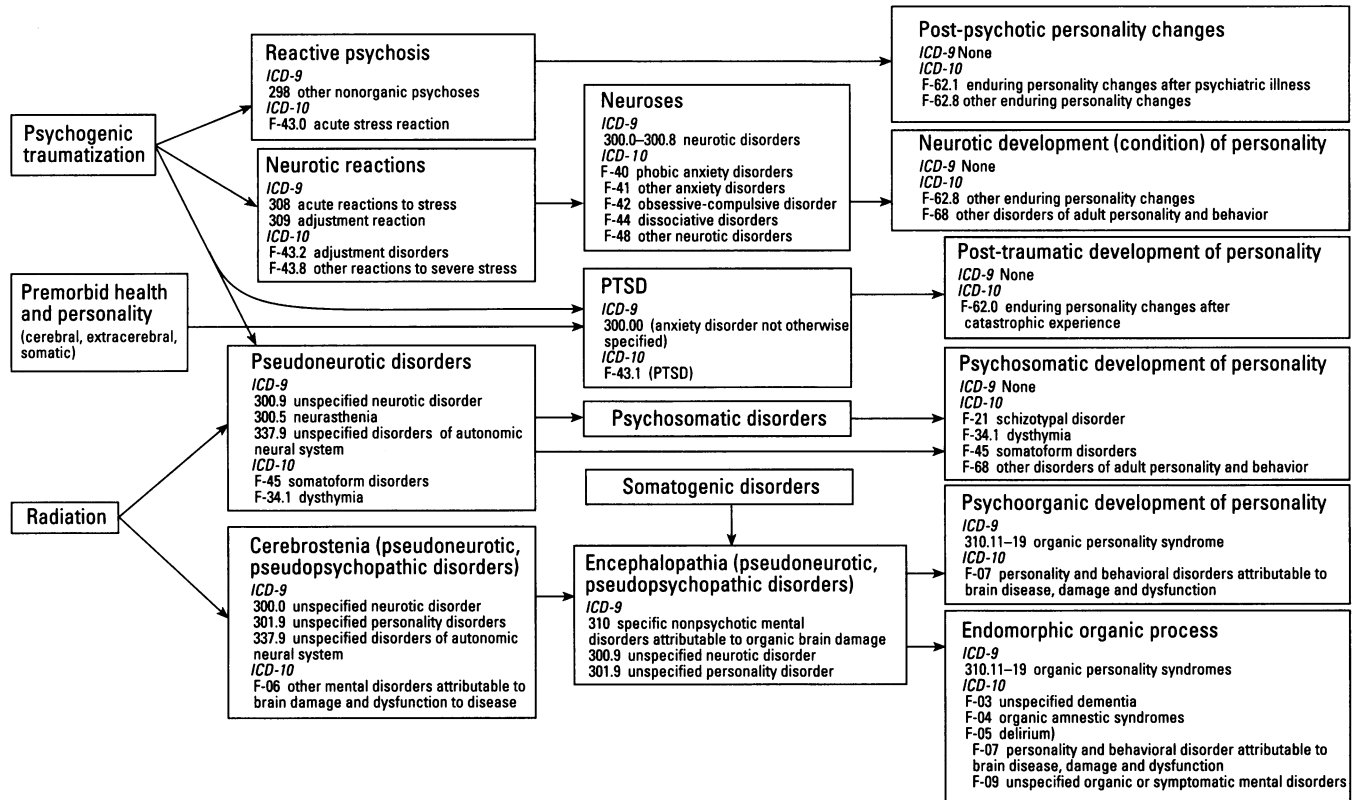 Psychogenic
traumatization
Premorbid health
and personality
(cerebral, extracerebral,
somatic)
Radiation
Reactive psychosis
ICD-9
298 other nonorganic psychoses
ICD-10
F-43.0 acute stress reaction
Neurotic reactions
ICD-9
308 acute reactions to stress
309 adjustment reaction
ICD-10
F-43.2 adjustment disorders
F-43.8 other reactions to severe stress
Pseudoneurotic disorders
ICD-9
300.9 unspecified neurotic disorder
300.5 neurasthenia
337.9 unspecified disorders of autonomic
neural system
ICD-10
F-45 somatoform disorders
F-34.1 dysthymia
Cerebrostenia (pseudoneurotic,
pseudopsychopathic disorders)
ICD-9
300.0 unspecified neurotic disorder
301.9 unspecified personality disorders
337.9 unspecified disorders of autonomic
neural system
ICD-10
F-06 other mental disorders attributable to
brain damage and dysfunction to disease
Neuroses
ICD-9
300.0–300.8 neurotic disorders
ICD-10
F-40 phobic anxiety disorders
F-41 other anxiety disorders
F-42 obsessive-compulsive disorder
F-44 dissociative disorders
F-48 other neurotic disorders
PTSD
ICD-9
300.00 (anxiety disorder not otherwise
specified)
ICD-10
F-43.1 (PTSD)
Psychosomatic disorders
Somatogenic disorders
Encephalopathia (pseudoneurotic,
pseudopsychopathic disorders)
ICD-9
310 specific nonpsychotic mental
disorders attributable to organic brain damage
300.9 unspecified neurotic disorder
301.9 unspecified personality disorder
Post-psychotic personality changes
ICD-9 None
ICD-10
F-62.1 enduring personality changes after psychiatric illness
F-62.8 other enduring personality changes
Neurotic development (condition) of personality
ICD-9 None
ICD-10
F-62.8 other enduring personality changes
F-68 other disorders of adult personality and behavior
Post-traumatic development of personality
ICD-9 None
ICD-10
F-62.0 enduring personality changes after
catastrophic experience
Psychosomatic development of personality
ICD-9 None
ICD-10
F-21 schizotypal disorder
F-34.1 dysthymia
F-45 somatoform disorders
F-68 other disorders of adult personality and behavior
Psychoorganic development of personality
ICD-9
310.11–19 organic personality syndrome
ICD-10
F-07 personality and behavioral disorders attributable to
brain disease, damage and dysfunction
Endomorphic organic process
ICD-9
310.11–19 organic personality syndromes
ICD-10
F-03 unspecified dementia
F-04 organic amnestic syndromes
F-05 delirium)
F-07 personality and behavioral disorder attributable to
brain disease, damage and dysfunction
F-09 unspecified organic or symptomatic mental disorders